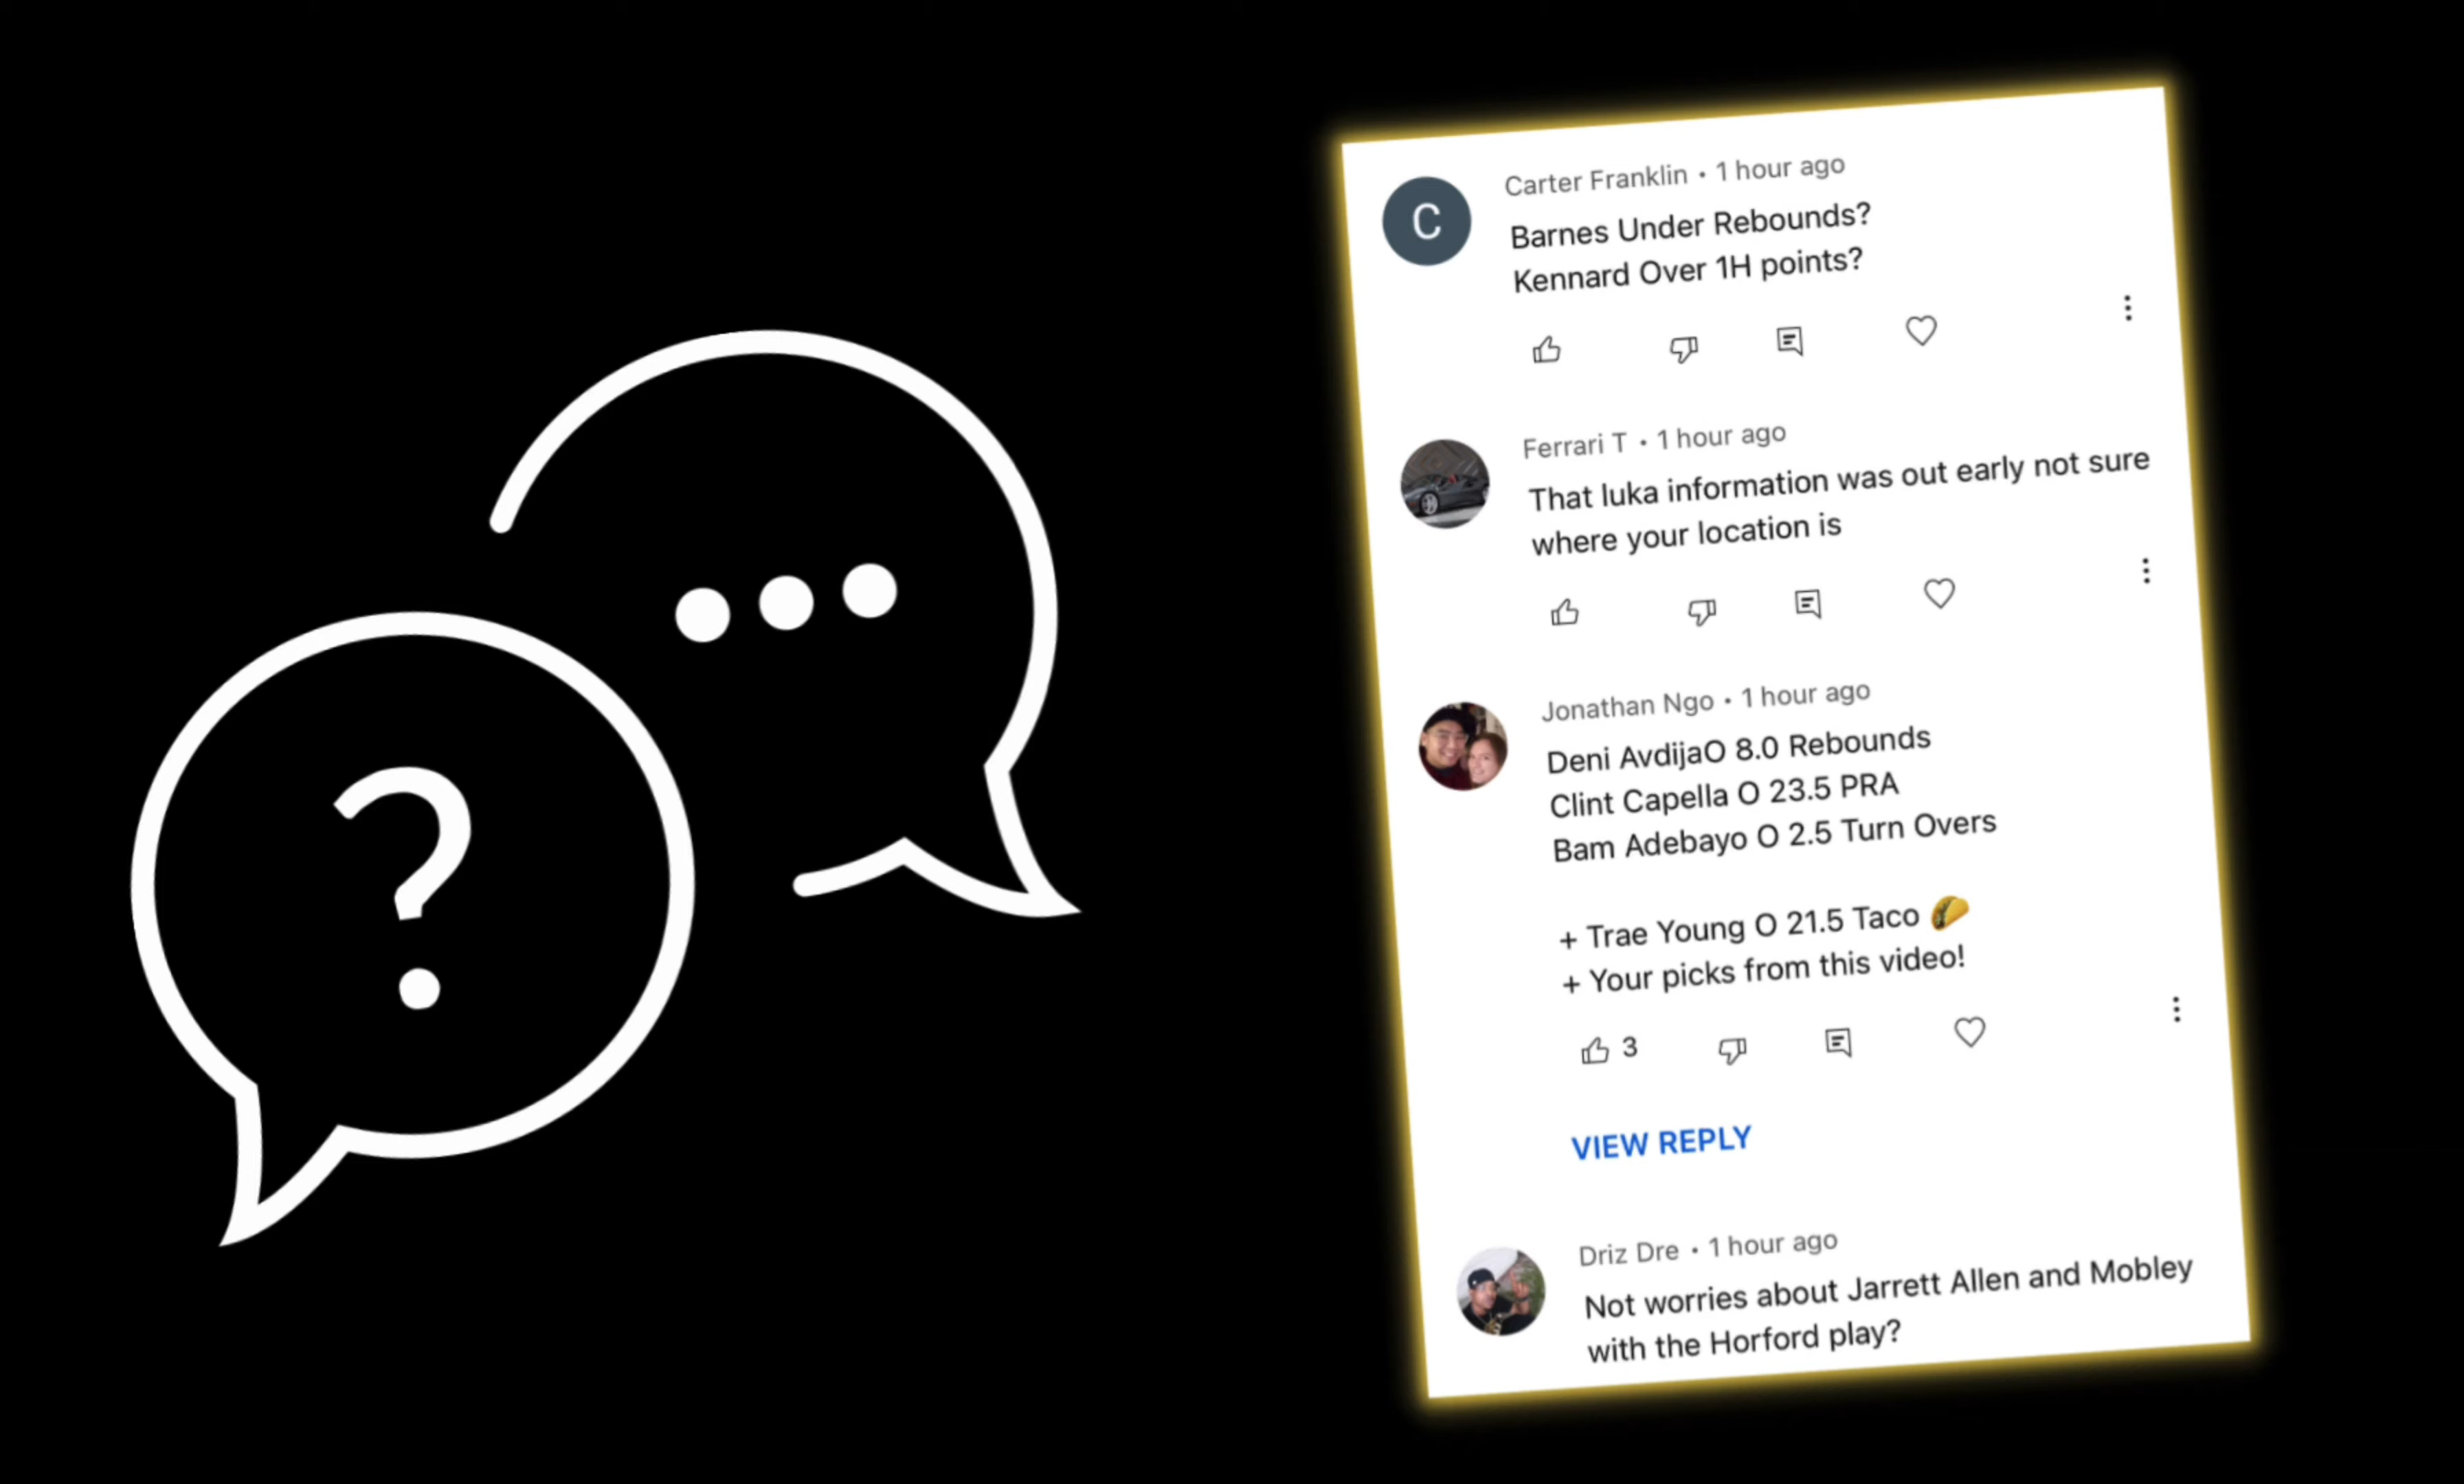 ?
C
Carter Franklin • 1 hour ago
Barnes Under Rebounds?
Kennard Over 1H points?
Ferrari T • 1 hour ago
That luka information was out early not sure
where your location is
Jonathan Ngo • 1 hour ago
Deni AvdijaO 8.0 Rebounds
Clint Capella O 23.5 PRA
Bam Adebayo O 2.5 Turn Overs
+ Trae Young O 21.5 Taco 🌮
+ Your picks from this video!
3
VIEW REPLY
Driz Dre • 1 hour ago
Not worries about Jarrett Allen and Mobley
with the Horford play?